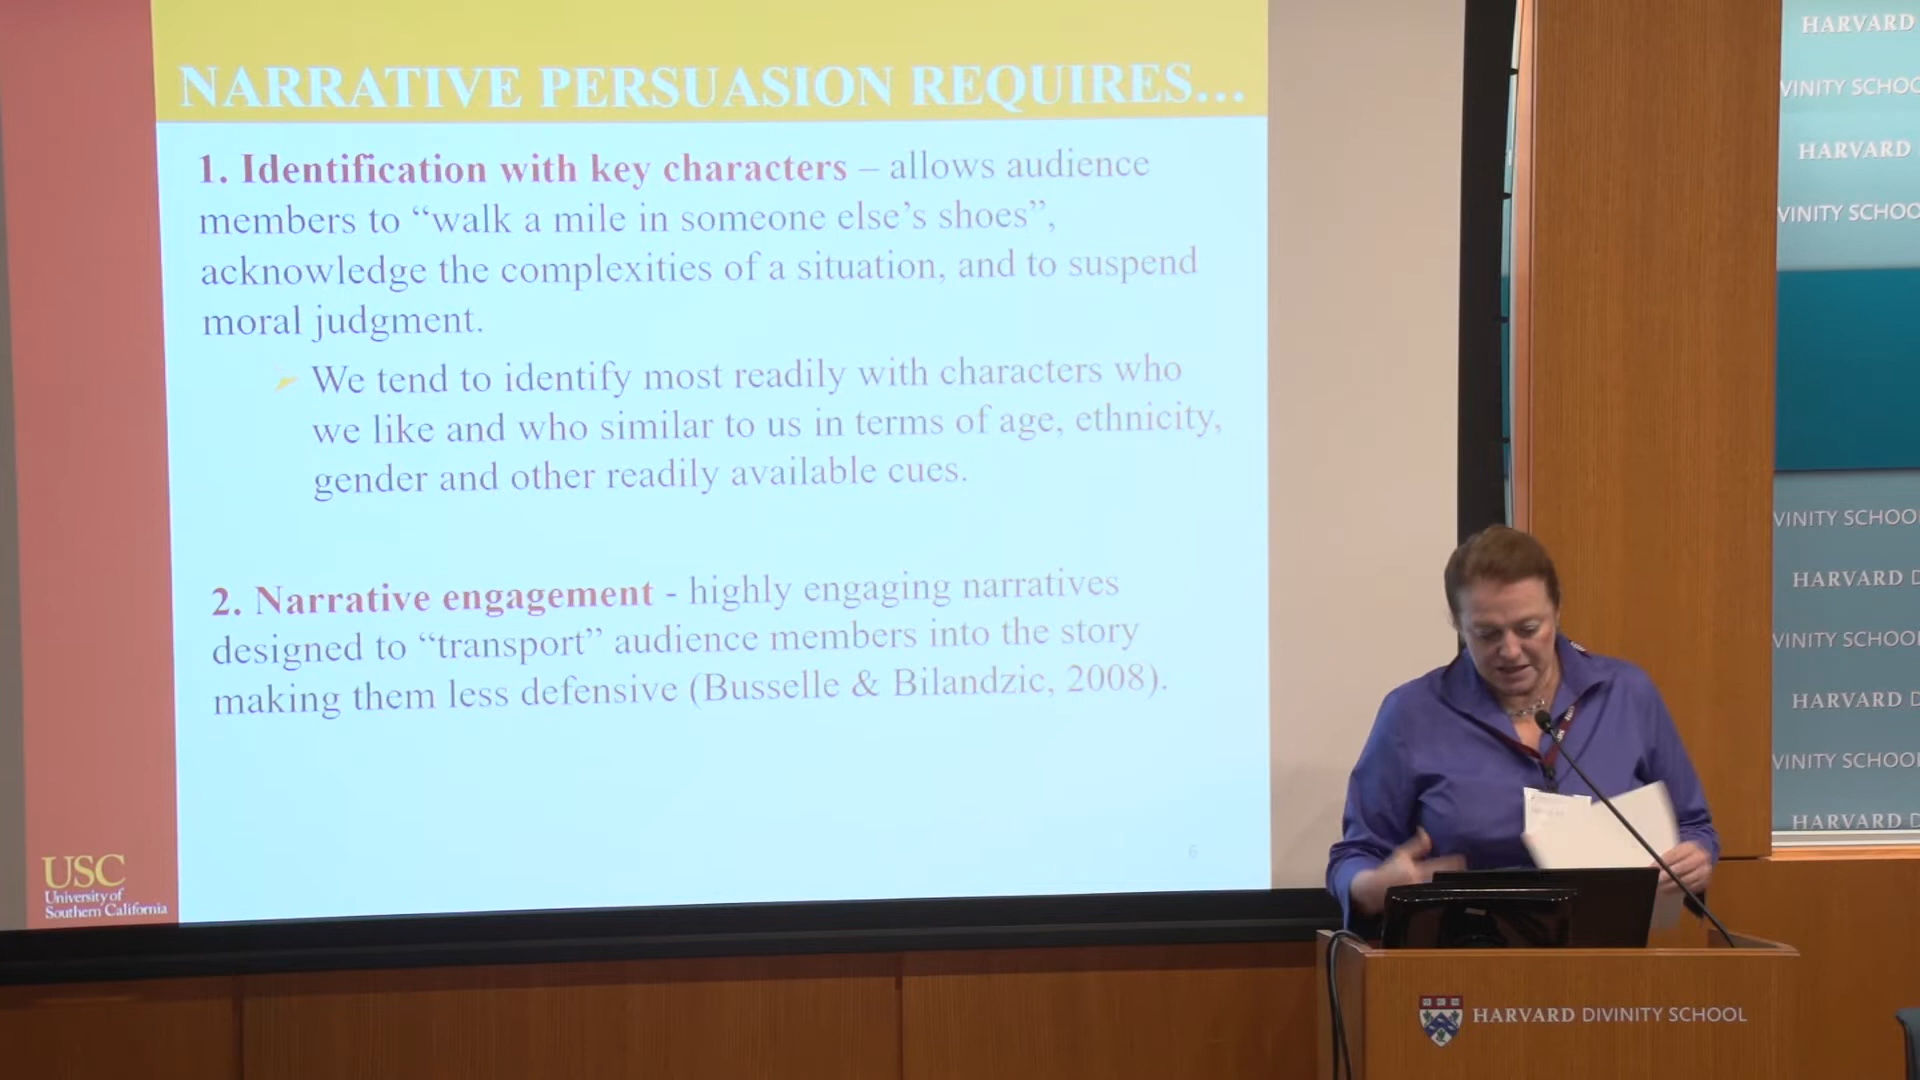 NARRATIVE PERSUASION REQUIRES...
1. Identification with key characters – allows audience
members to “walk a mile in someone else’s shoes”,
acknowledge the complexities of a situation, and to suspend
moral judgment.
We tend to identify most readily with characters who
we like and who similar to us in terms of age, ethnicity,
gender and other readily available cues.
2. Narrative engagement - highly engaging narratives
designed to “transport” audience members into the story
making them less defensive (Busselle & Bilandzic, 2008).
6
USC
University of
Southern California
HARVARD
VINITY SCHOO
HARVARD
VINITY SCHOO
VINITY SCHOOL
HARVARD D
VINITY SCHOOL
HARVARD D
VINITY SCHOOL
HARVARD D
HARVARD DIVINITY SCHOOL